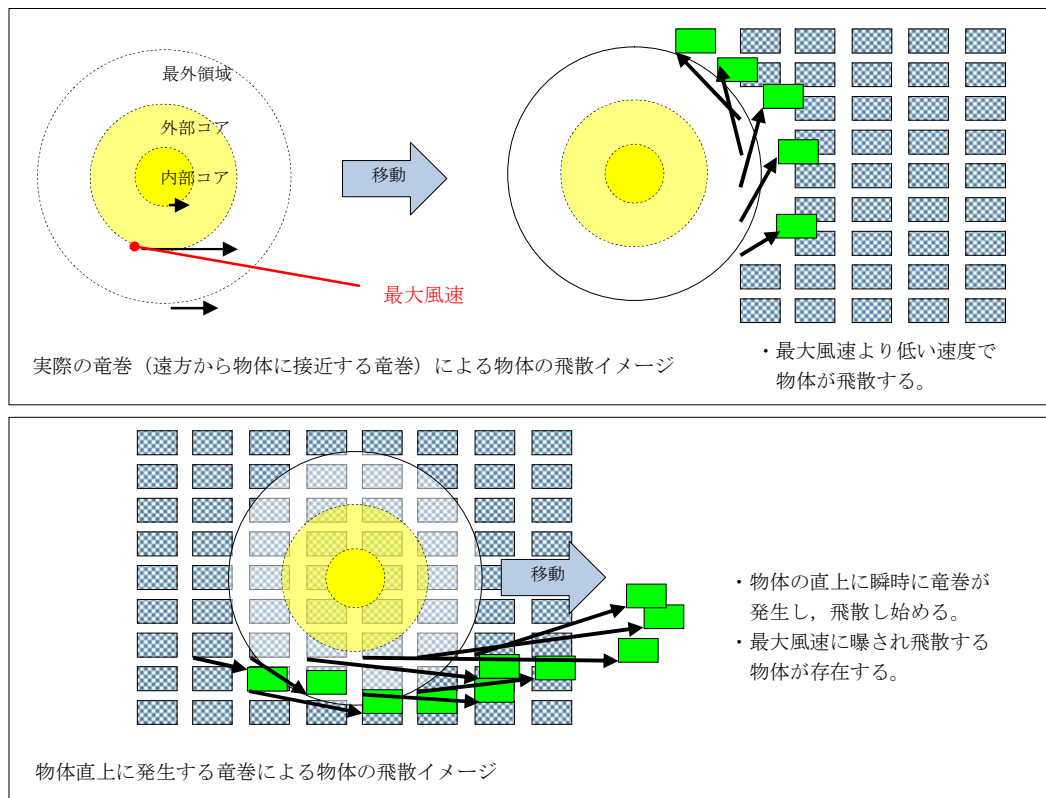 最外領域
外部コア
内部コア
移動
最大風速
実際の竜巻（遠方から物体に接近する竜巻）による物体の飛散イメージ
・最大風速より低い速度で
物体が飛散する。
移動
・物体の直上に瞬時に竜巻が
発生し，飛散し始める。
・最大風速に曝され飛散する
物体が存在する。
物体直上に発生する竜巻による物体の飛散イメージ